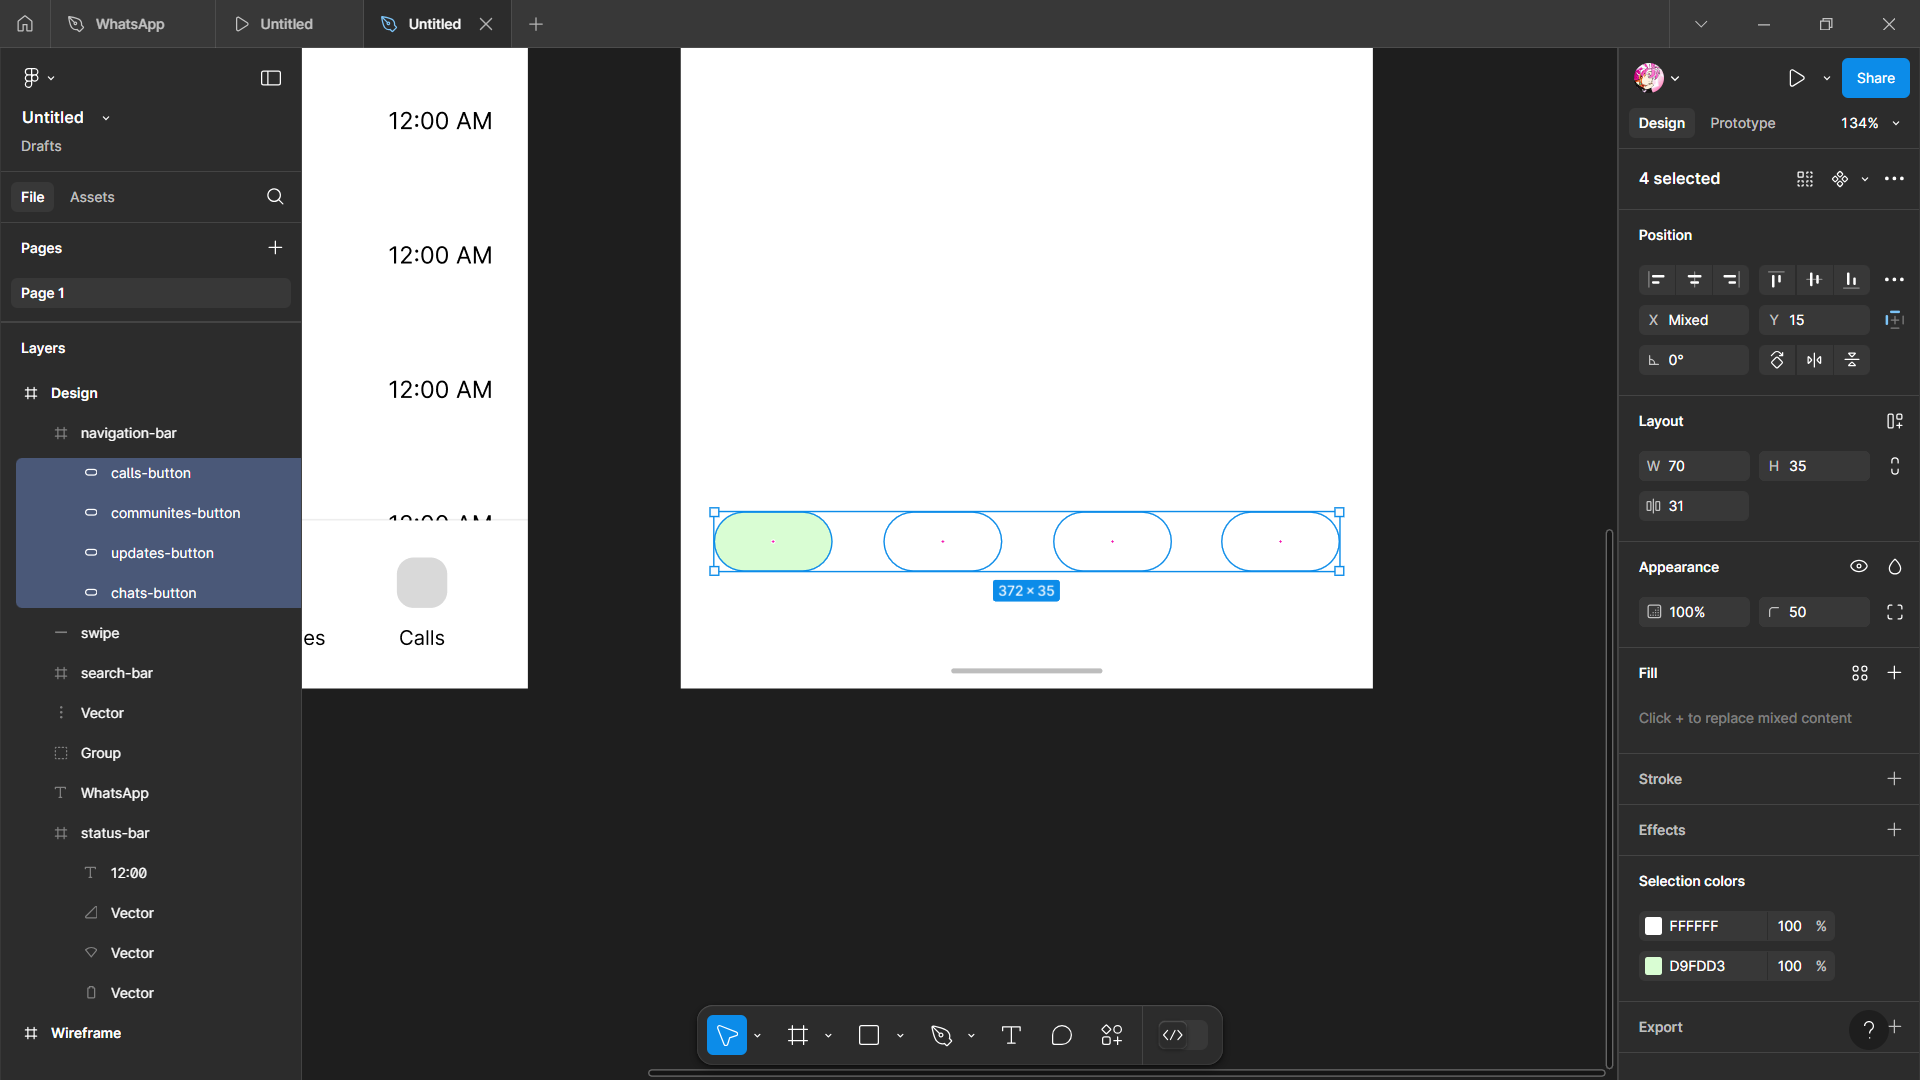 WhatsApp
Untitled
Untitled
Untitled
Drafts
File
Assets
Pages
Page 1
Layers
Design
navigation-bar
calls-button
communites-button
updates-button
chats-button
swipe
search-bar
Vector
Group
WhatsApp
status-bar
12:00
Vector
Vector
Vector
Wireframe
12:00 AM
12:00 AM
12:00 AM
12:00 AM
es
Calls
372 × 35
Share
Design
Prototype
134%
4 selected
Position
X Mixed
Y 15
0°
Layout
W 70
H 35
31
Appearance
100%
50
Fill
Click + to replace mixed content
Stroke
Effects
Selection colors
FFFFFF 100 %
D9FDD3 100 %
Export
?